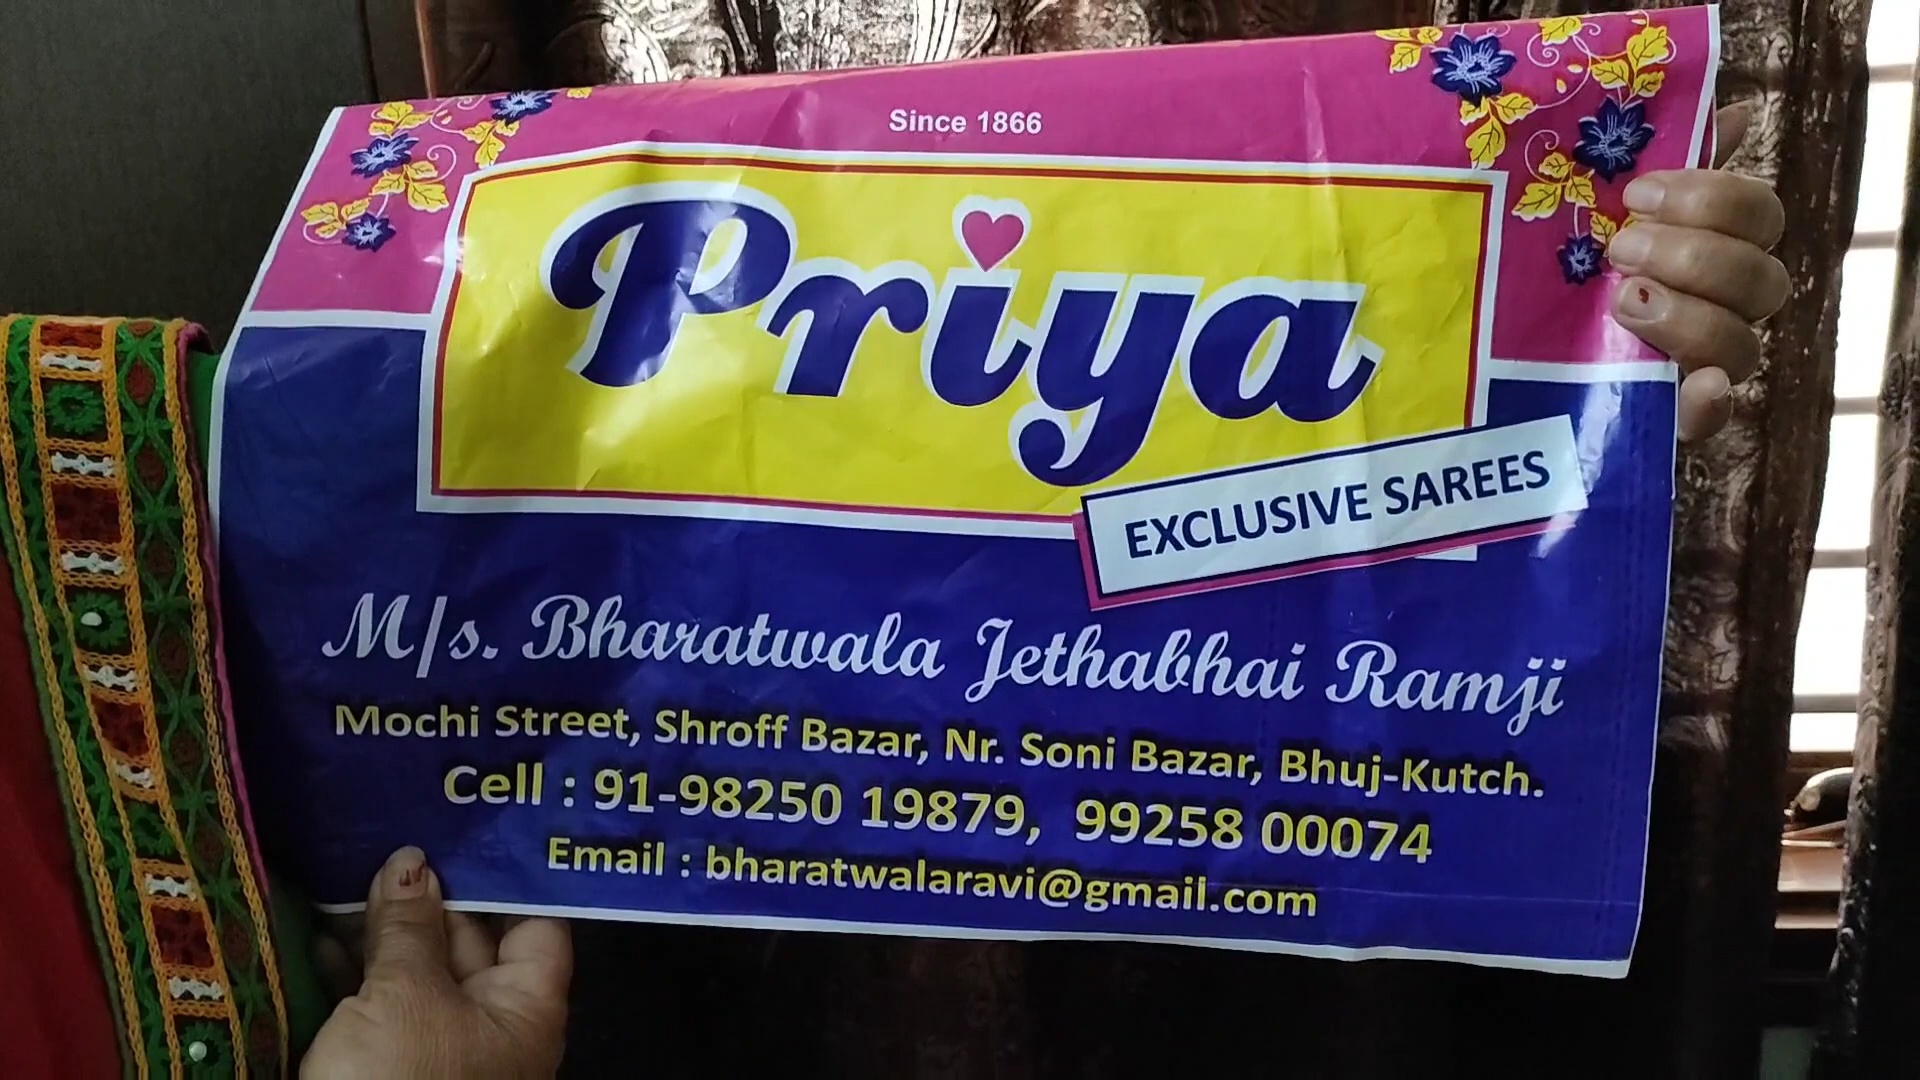 Since 1866
Priya
EXCLUSIVE SAREES
M/s. Bharatwala Jethabhai Ramji
Mochi Street, Shroff Bazar, Nr. Soni Bazar, Bhuj-Kutch.
Cell : 91-98250 19879, 99258 00074
Email : bharatwalaravi@gmail.com